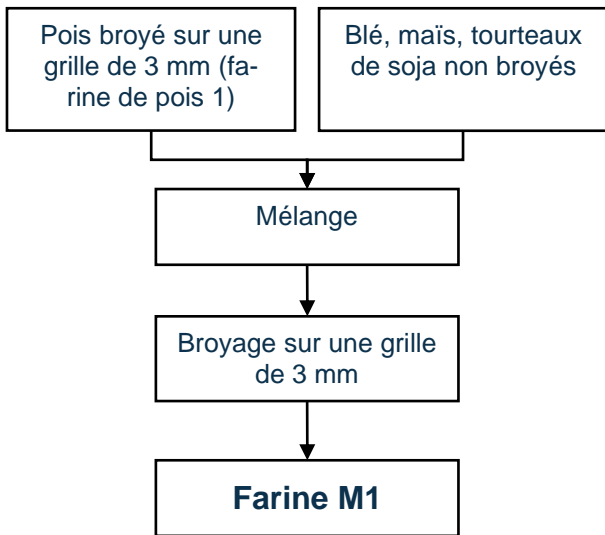 Pois broyé sur une
grille de 3 mm (fa-
rine de pois 1)
Blé, maïs, tourteaux
de soja non broyés
Mélange
Broyage sur une grille
de 3 mm
Farine M1